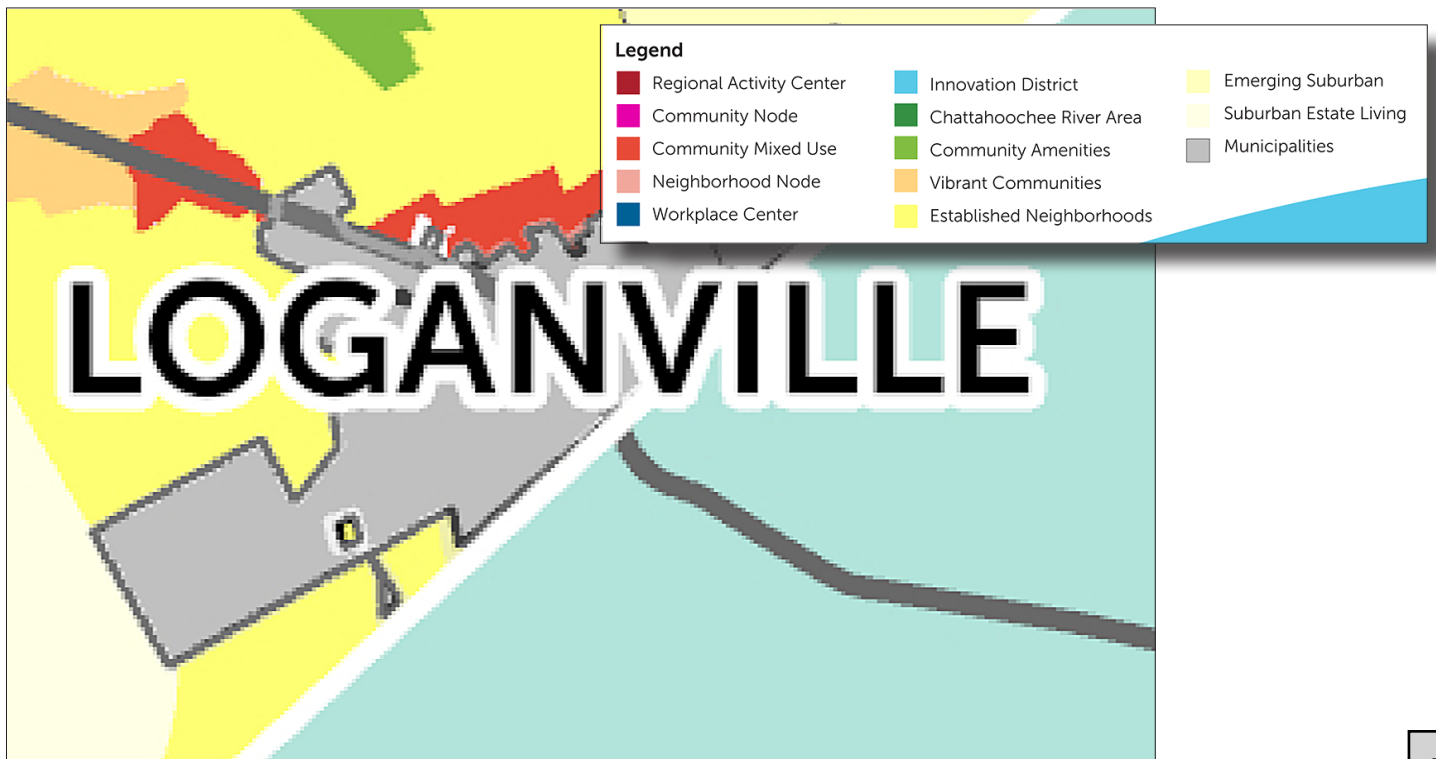 Legend
Regional Activity Center
Community Node
Community Mixed Use
Neighborhood Node
Workplace Center
Innovation District
Chattahoochee River Area
Community Amenities
Vibrant Communities
Established Neighborhoods
Emerging Suburban
Suburban Estate Living
Municipalities
LOGANVILLE